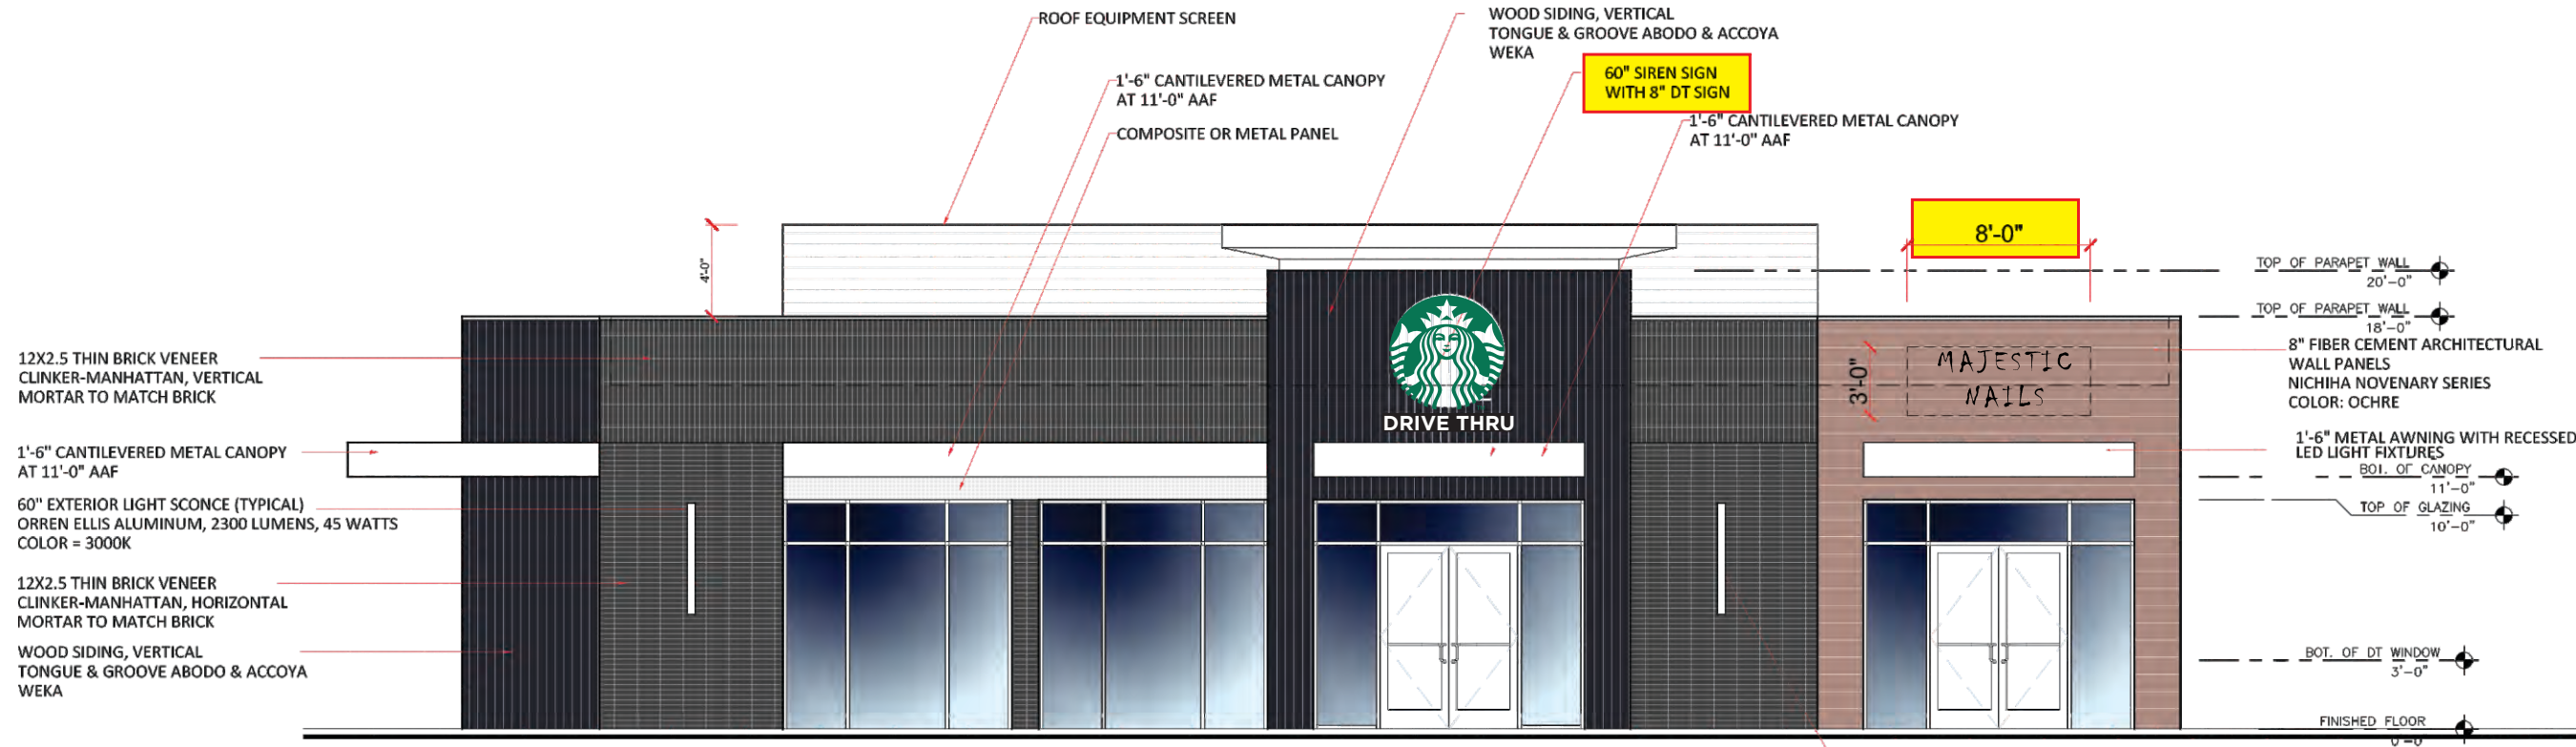 ROOF EQUIPMENT SCREEN
WOOD SIDING, VERTICAL
TONGUE & GROOVE ABODO & ACCOYA
WEKA
1'-6" CANTILEVERED METAL CANOPY
AT 11'-0" AAF
60" SIREN SIGN
WITH 8" DT SIGN
COMPOSITE OR METAL PANEL
1'-6" CANTILEVERED METAL CANOPY
AT 11'-0" AAF
8'-0"
4'-0"
TOP OF PARAPET WALL
20'-0"
TOP OF PARAPET WALL
18'-0"
12X2.5 THIN BRICK VENEER
CLINKER-MANHATTAN, VERTICAL
MORTAR TO MATCH BRICK
DRIVE THRU
3'-0"
MAJESTIC
NAILS
8" FIBER CEMENT ARCHITECTURAL
WALL PANELS
NICHIHA NOVENARY SERIES
COLOR: OCHRE
1'-6" CANTILEVERED METAL CANOPY
AT 11'-0" AAF
1'-6" METAL AWNING WITH RECESSED
LED LIGHT FIXTURES
BOT. OF CANOPY
11'-0"
TOP OF GLAZING
10'-0"
60" EXTERIOR LIGHT SCONCE (TYPICAL)
ORREN ELLIS ALUMINUM, 2300 LUMENS, 45 WATTS
COLOR = 3000K
12X2.5 THIN BRICK VENEER
CLINKER-MANHATTAN, HORIZONTAL
MORTAR TO MATCH BRICK
WOOD SIDING, VERTICAL
TONGUE & GROOVE ABODO & ACCOYA
WEKA
BOT. OF DT WINDOW
3'-0"
FINISHED FLOOR
0'-0"